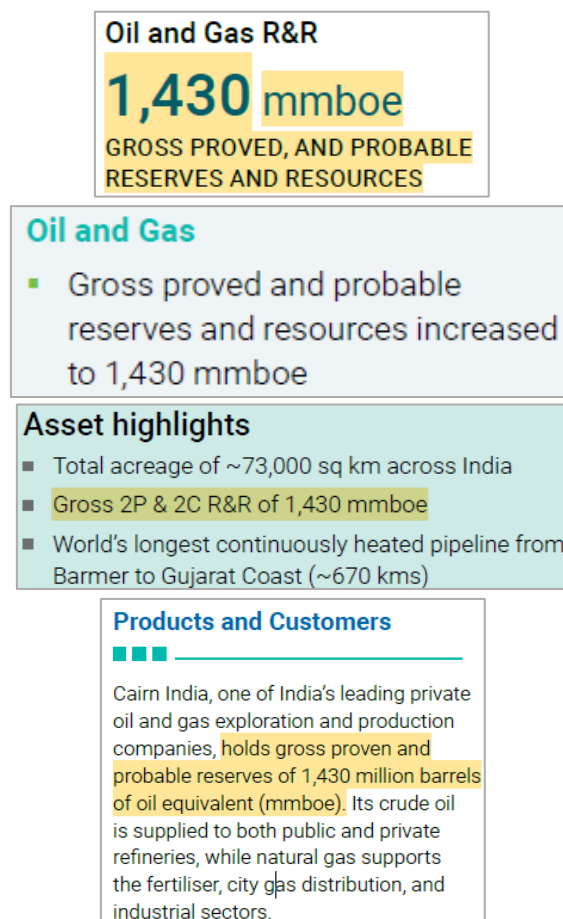 Oil and Gas R&R
1,430 mmboe
GROSS PROVED, AND PROBABLE
RESERVES AND RESOURCES
Oil and Gas
▪ Gross proved and probable
reserves and resources increased
to 1,430 mmboe
Asset highlights
■ Total acreage of ~73,000 sq km across India
■ Gross 2P & 2C R&R of 1,430 mmboe
■ World's longest continuously heated pipeline from
Barmer to Gujarat Coast (~670 kms)
Products and Customers
Cairn India, one of India's leading private
oil and gas exploration and production
companies, holds gross proven and
probable reserves of 1,430 million barrels
of oil equivalent (mmboe). Its crude oil
is supplied to both public and private
refineries, while natural gas supports
the fertiliser, city gas distribution, and
industrial sectors.